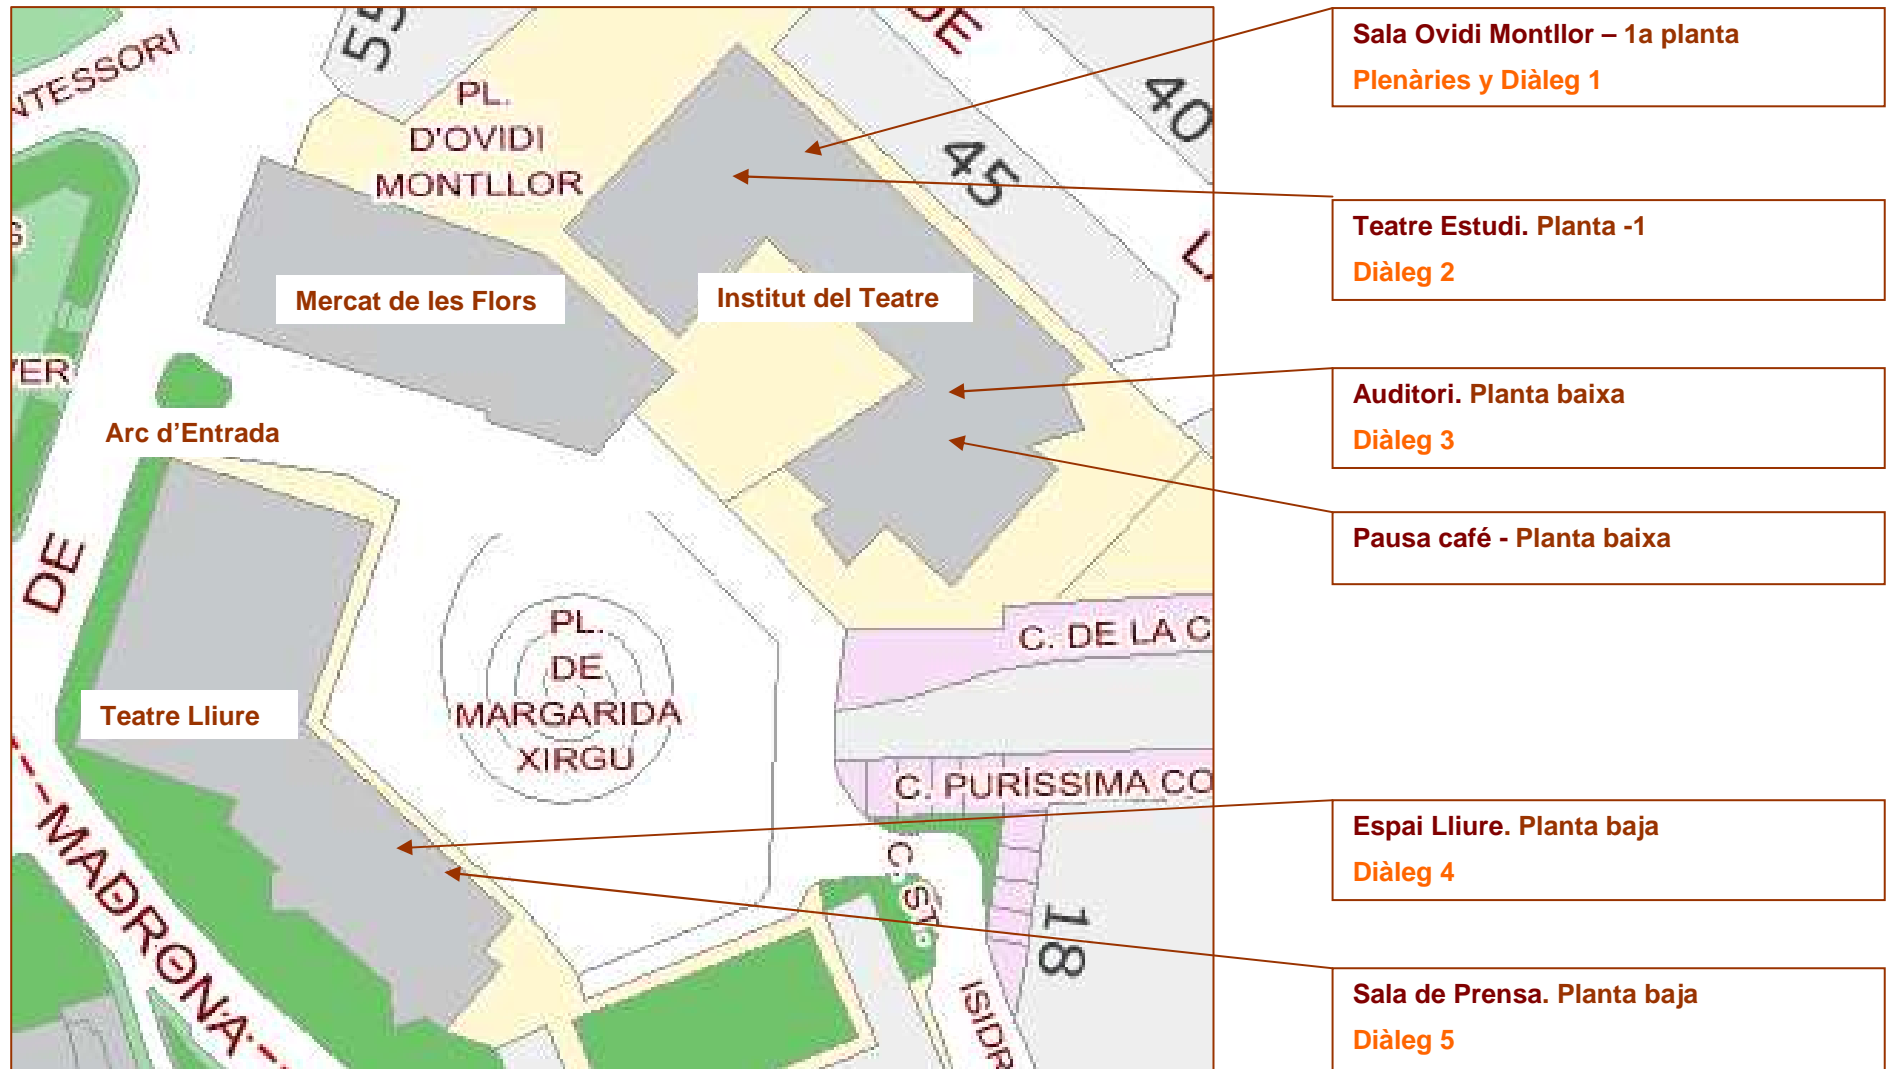 55
NTESSORI
PL.
D'OVIDI
MONTLLOR
DE
40
45
Mercat de les Flors
Institut del Teatre
ER
Arc d’Entrada
DE
PL.
DE
MARGARIDA
XIRGU
Teatre Lliure
C. DE LA C
C. PURÍSSIMA CO
C. ST.
ISIDR
18
MADRONA
Sala Ovidi Montllor – 1a planta
Plenàries y Diàleg 1
Teatre Estudi. Planta -1
Diàleg 2
Auditori. Planta baixa
Diàleg 3
Pausa café - Planta baixa
Espai Lliure. Planta baja
Diàleg 4
Sala de Prensa. Planta baja
Diàleg 5